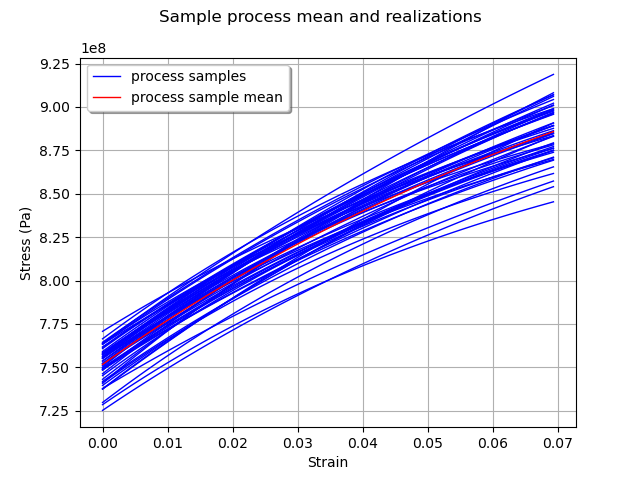 Sample process mean and realizations
1e8
process samples
process sample mean
9.25
9.00
8.75
8.50
8.25
8.00
7.75
7.50
7.25
Stress (Pa)
0.00 0.01 0.02 0.03 0.04 0.05 0.06 0.07
Strain